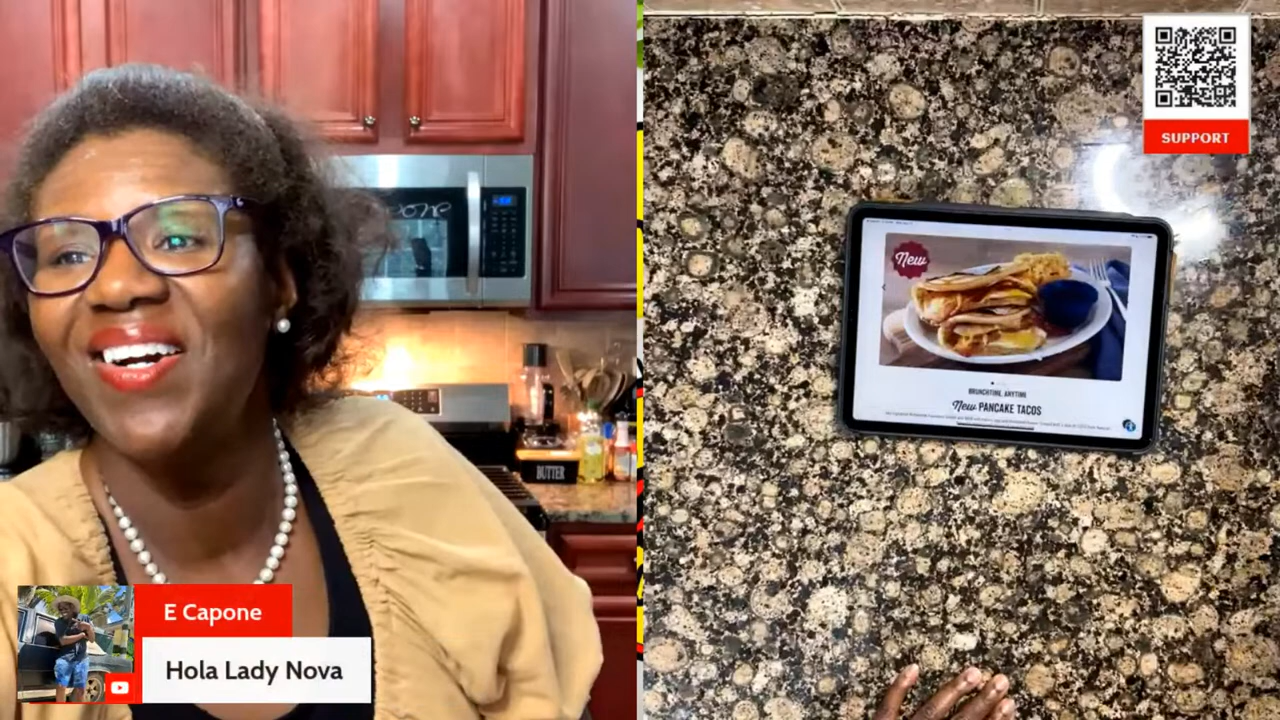 E Capone
Hola Lady Nova
BUTTER
SUPPORT
New
BRUNCHTIME, ANYTIME
New PANCAKE TACOS